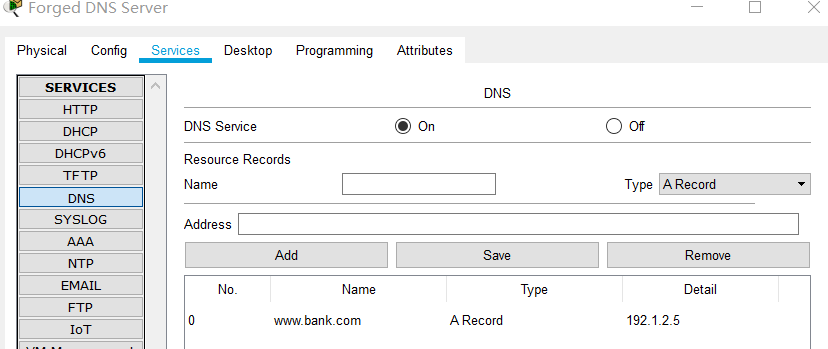 Forged DNS Server
Physical Config Services Desktop Programming Attributes
SERVICES
HTTP
DHCP
DHCPv6
TFTP
DNS
SYSLOG
AAA
NTP
EMAIL
FTP
IoT
DNS
DNS Service On Off
Resource Records
Name Type A Record
Address
Add Save Remove
No. Name Type Detail
0 www.bank.com A Record 192.1.2.5